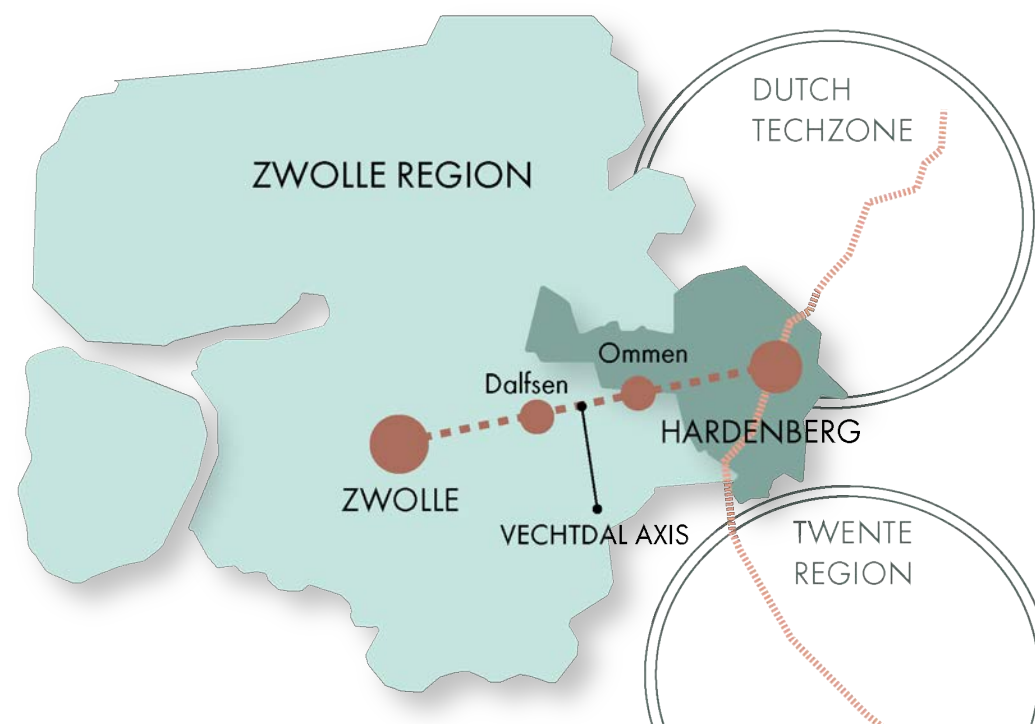 DUTCH
TECHZONE
ZWOLLE REGION
Ommen
Dalfsen
HARDENBERG
ZWOLLE
VECHTDAL AXIS
TWENTE
REGION